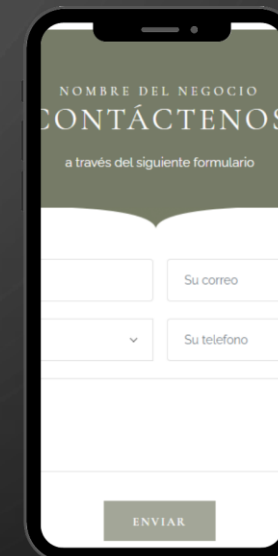 NOMBRE DEL NEGOCIO
CONTÁCTENOS
a través del siguiente formulario
Su correo
Su telefono
ENVIAR